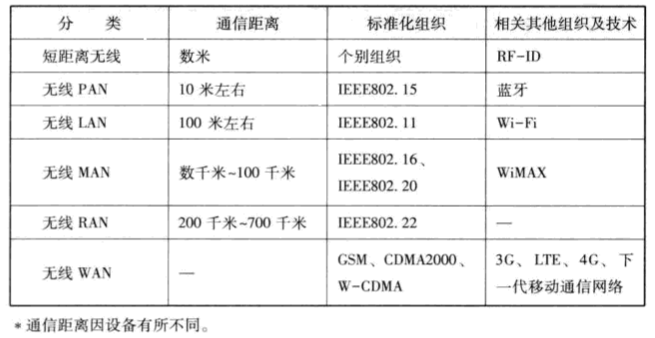 分 类 通信距离 标准化组织 相关其他组织及技术
短距离无线 数米 个别组织 RF-ID
无线 PAN 10 米左右 IEEE802.15 蓝牙
无线 LAN 100 米左右 IEEE802.11 Wi-Fi
无线 MAN 数千米~100 千米 IEEE802.16、
IEEE802.20 WiMAX
无线 RAN 200 千米~700 千米 IEEE802.22 —
无线 WAN — GSM、CDMA2000、
W-CDMA 3G、LTE、4G、下
一代移动通信网络
*通信距离因设备有所不同。